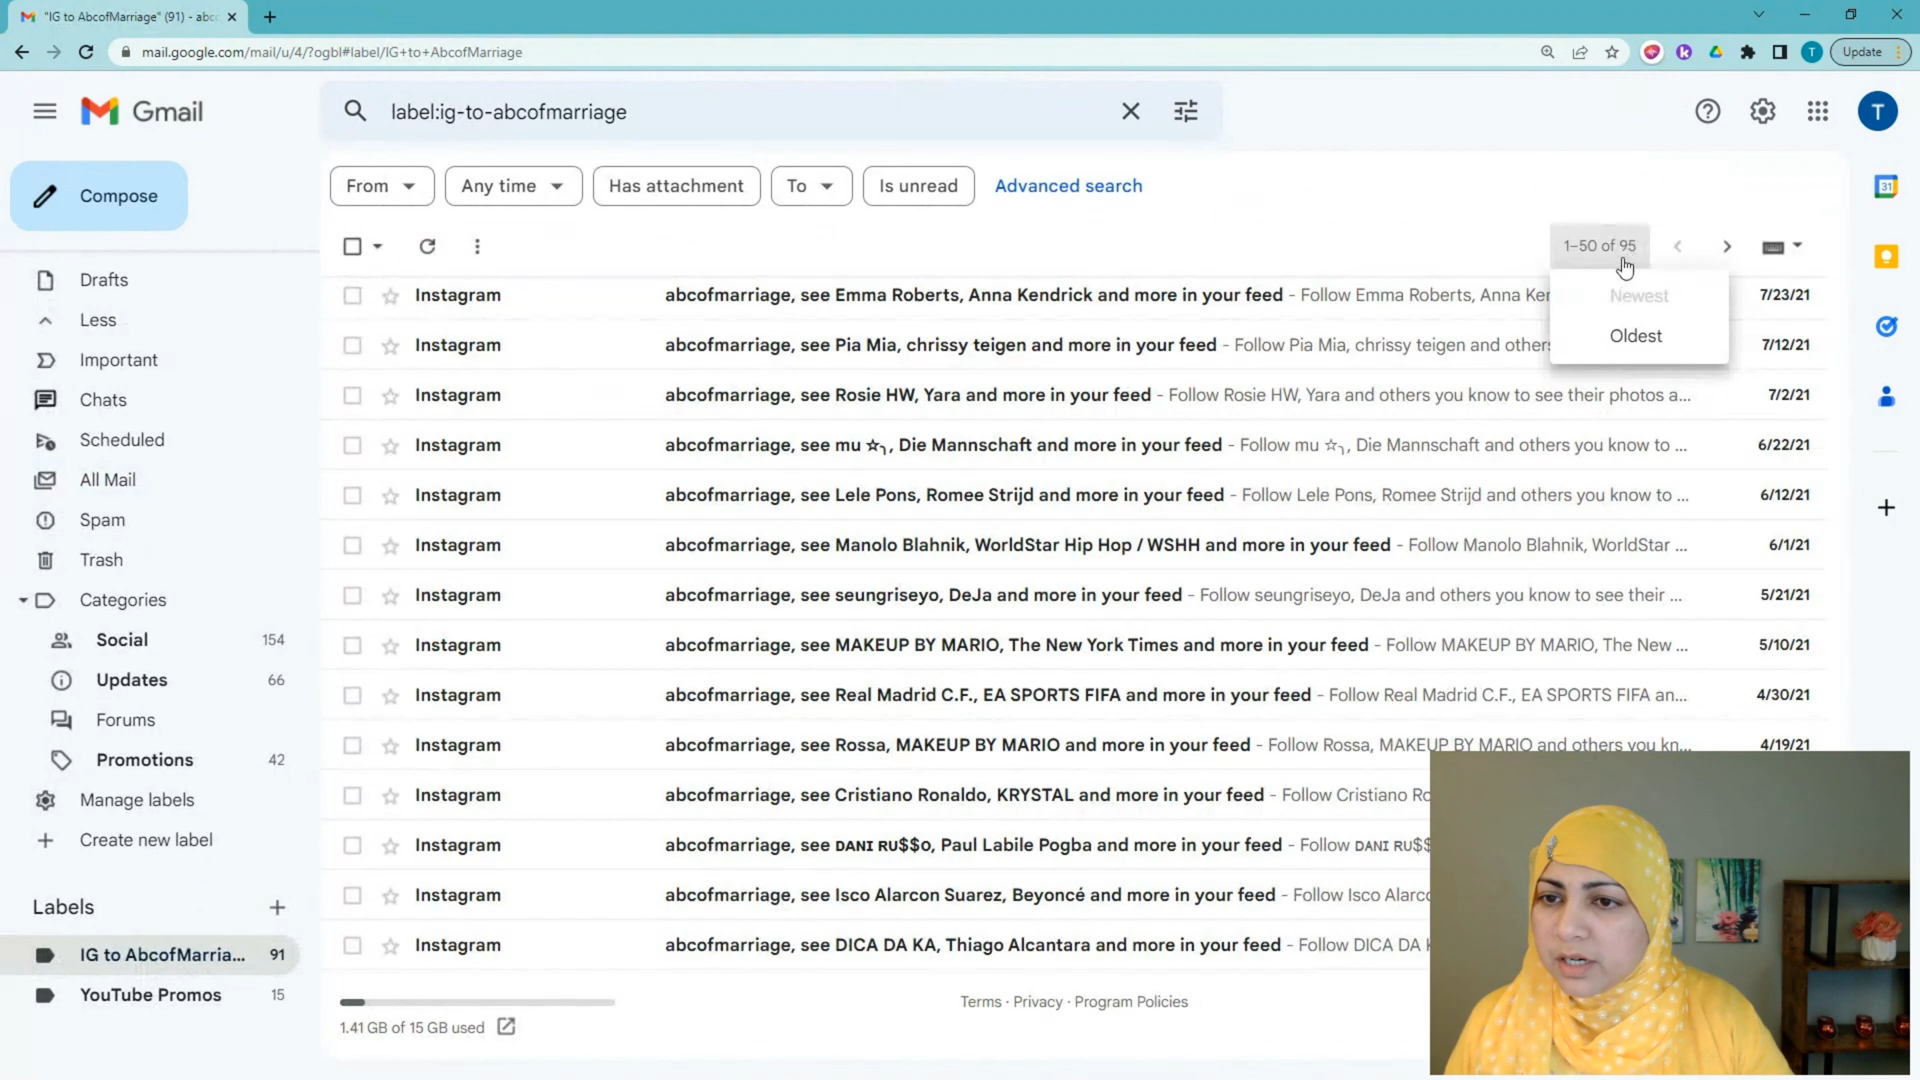 "IG to AbcofMarriage" (91) - abc
mail.google.com/mail/u/4/?ogbl#label/IG+to+AbcofMarriage
T
Update
Gmail
label:ig-to-abcofmarriage
T
Compose
From
Any time
Has attachment
To
Is unread
Advanced search
31
1–50 of 95
Newest
Oldest
Drafts
Less
Important
Chats
Scheduled
All Mail
Spam
Trash
Categories
Social 154
Updates 66
Forums
Promotions 42
Manage labels
Create new label
Labels
IG to AbcofMarria... 91
YouTube Promos 15
Instagram abcofmarriage, see Emma Roberts, Anna Kendrick and more in your feed - Follow Emma Roberts, Anna Ken 7/23/21
Instagram abcofmarriage, see Pia Mia, chrissy teigen and more in your feed - Follow Pia Mia, chrissy teigen and others 7/12/21
Instagram abcofmarriage, see Rosie HW, Yara and more in your feed - Follow Rosie HW, Yara and others you know to see their photos a... 7/2/21
Instagram abcofmarriage, see mu ☆╮, Die Mannschaft and more in your feed - Follow mu ☆╮, Die Mannschaft and others you know to ... 6/22/21
Instagram abcofmarriage, see Lele Pons, Romee Strijd and more in your feed - Follow Lele Pons, Romee Strijd and others you know to ... 6/12/21
Instagram abcofmarriage, see Manolo Blahnik, WorldStar Hip Hop / WSHH and more in your feed - Follow Manolo Blahnik, WorldStar ... 6/1/21
Instagram abcofmarriage, see seungriseyo, DeJa and more in your feed - Follow seungriseyo, DeJa and others you know to see their ... 5/21/21
Instagram abcofmarriage, see MAKEUP BY MARIO, The New York Times and more in your feed - Follow MAKEUP BY MARIO, The New ... 5/10/21
Instagram abcofmarriage, see Real Madrid C.F., EA SPORTS FIFA and more in your feed - Follow Real Madrid C.F., EA SPORTS FIFA an... 4/30/21
Instagram abcofmarriage, see Rossa, MAKEUP BY MARIO and more in your feed - Follow Rossa, MAKEUP BY MARIO and others you kn... 4/19/21
Instagram abcofmarriage, see Cristiano Ronaldo, KRYSTAL and more in your feed - Follow Cristiano Ro
Instagram abcofmarriage, see ᴅᴀɴɪ ʀᴜ$$ᴏ, Paul Labile Pogba and more in your feed - Follow ᴅᴀɴɪ ʀᴜ$$
Instagram abcofmarriage, see Isco Alarcon Suarez, Beyoncé and more in your feed - Follow Isco Alarc
Instagram abcofmarriage, see DICA DA KA, Thiago Alcantara and more in your feed - Follow DICA DA K
1.41 GB of 15 GB used
Terms · Privacy · Program Policies